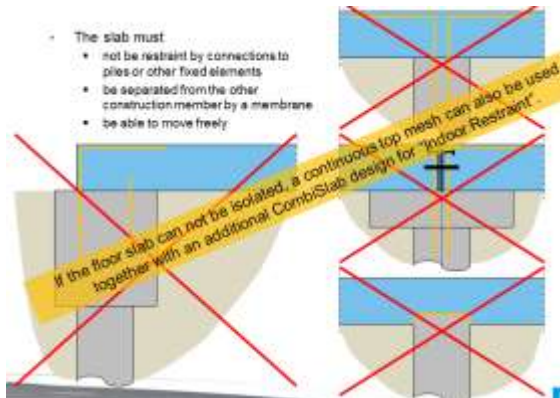 The slab must
not be restraint by connections to
piles or other fixed elements
be separated from the other
construction member by a membrane
be able to move freely
If the floor slab can not be isolated, a continuous top mesh can also be used
together with an additional CombiSlab design for "Indoor Restraint".
f